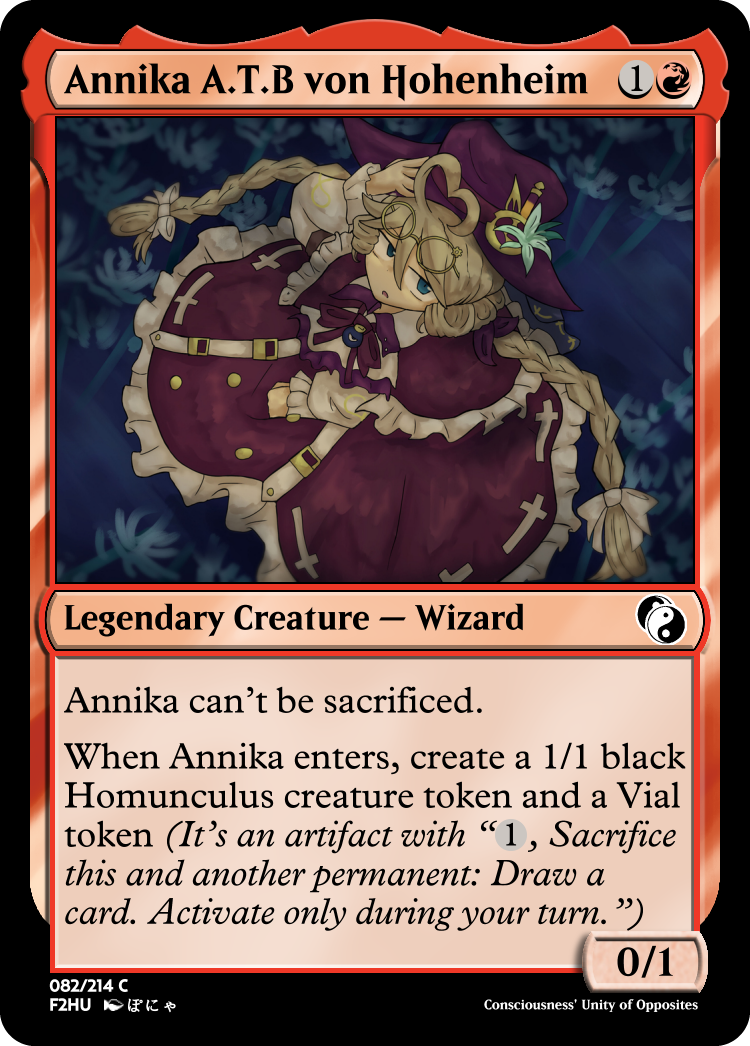 Annika A.T.B von Hohenheim 1
Legendary Creature — Wizard
Annika can't be sacrificed.
When Annika enters, create a 1/1 black
Homunculus creature token and a Vial
token (It's an artifact with “1, Sacrifice
this and another permanent: Draw a
card. Activate only during your turn.”)
0/1
082/214 C
F2HU ぽにゃ
Consciousness' Unity of Opposites